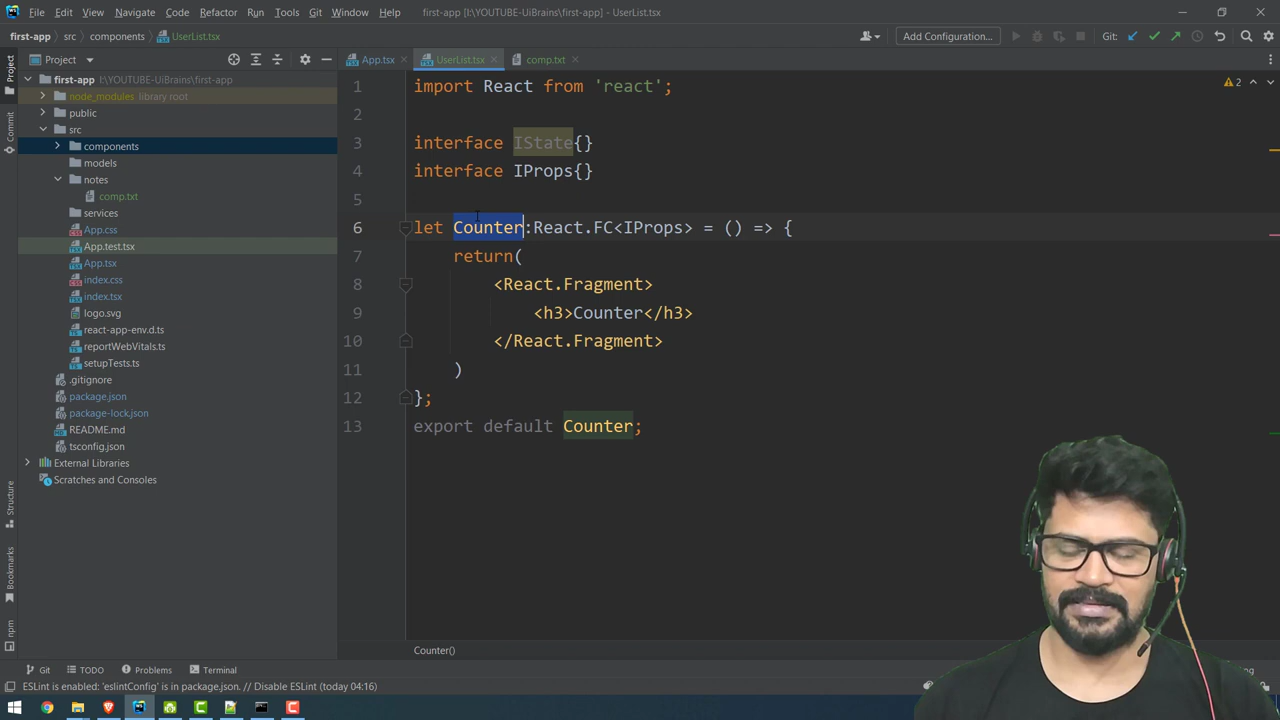 File Edit View Navigate Code Refactor Run Tools Git Window Help first-app [I:\YOUTUBE-UiBrains\first-app] - UserList.tsx
first-app src components UserList.tsx Add Configuration... Git:
Project App.tsx UserList.tsx comp.txt
Project
Commit
Structure
Bookmarks
npm
first-app I:\YOUTUBE-UiBrains\first-app
node_modules library root
public
src
components
models
notes
comp.txt
services
App.css
App.test.tsx
App.tsx
index.css
index.tsx
logo.svg
react-app-env.d.ts
reportWebVitals.ts
setupTests.ts
.gitignore
package.json
package-lock.json
README.md
tsconfig.json
External Libraries
Scratches and Consoles
2
1 import React from 'react';
2
3 interface IState{}
4 interface IProps{}
5
6 let Counter:React.FC<IProps> = () => {
7 return(
8 <React.Fragment>
9 <h3>Counter</h3>
10 </React.Fragment>
11 )
12 };
13 export default Counter;
Counter()
Git TODO Problems Terminal
ESLint is enabled: 'eslintConfig' is in package.json. // Disable ESLint (today 04:16)